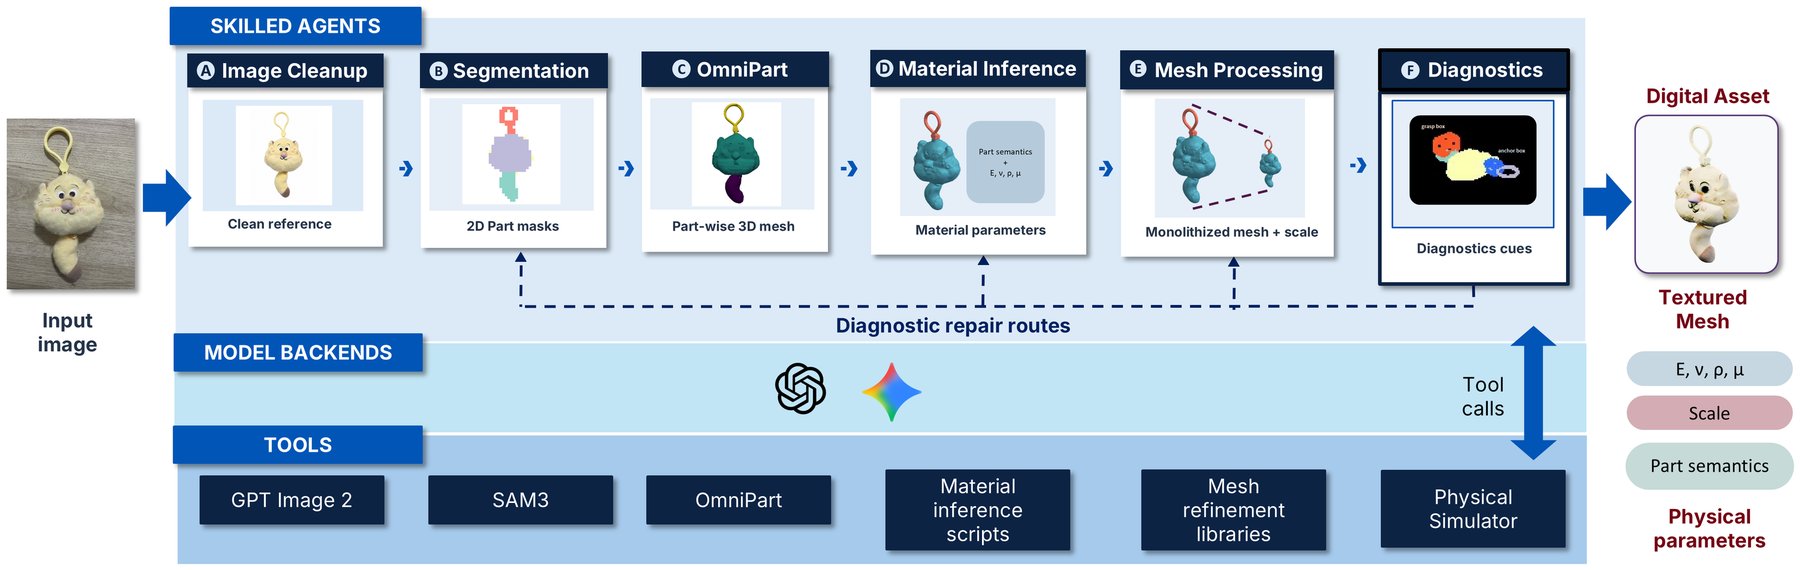 SKILLED AGENTS
A Image Cleanup
Clean reference
B Segmentation
2D Part masks
C OmniPart
Part-wise 3D mesh
D Material Inference
Part semantics
+
E, ν, ρ, μ
Material parameters
E Mesh Processing
Monolithized mesh + scale
F Diagnostics
grasp box
anchor box
Diagnostics cues
Input
image
Diagnostic repair routes
Digital Asset
Textured
Mesh
E, ν, ρ, μ
Scale
Part semantics
Physical
parameters
MODEL BACKENDS
Tool
calls
TOOLS
GPT Image 2
SAM3
OmniPart
Material
inference
scripts
Mesh
refinement
libraries
Physical
Simulator